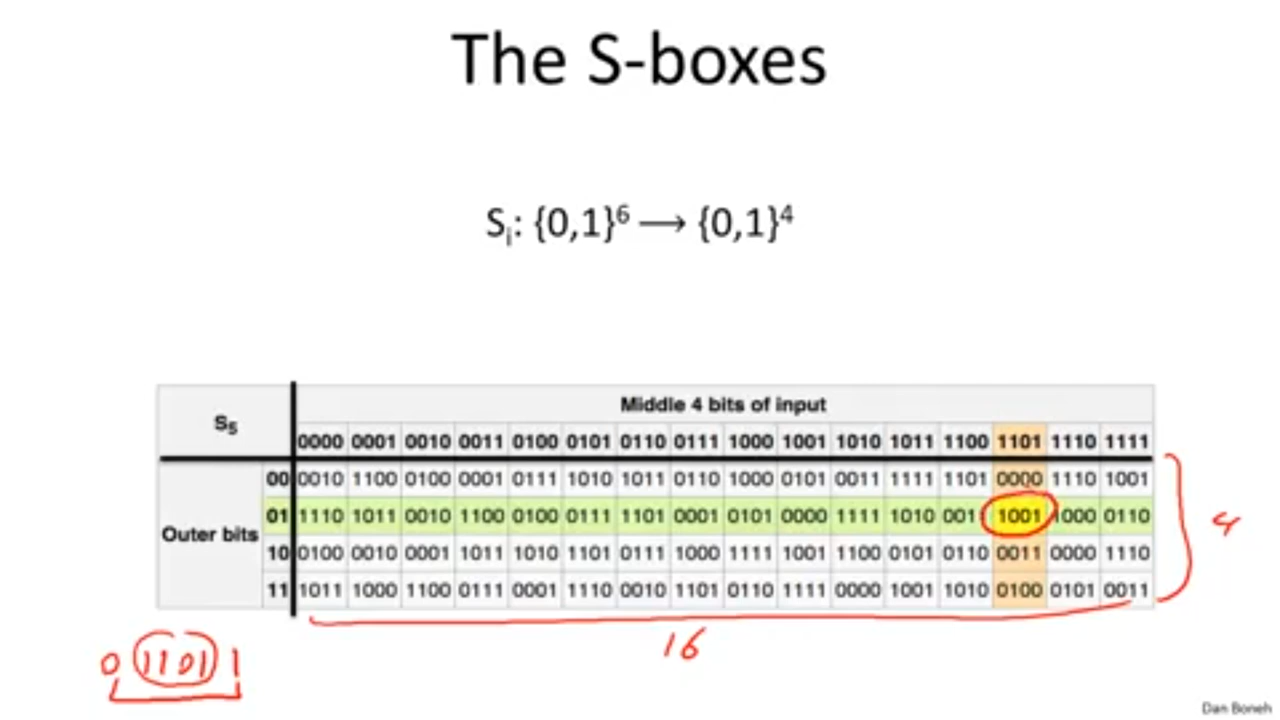 The S-boxes
Sᵢ: {0,1}⁶ ⟶ {0,1}⁴
S₅ Middle 4 bits of input
0000 0001 0010 0011 0100 0101 0110 0111 1000 1001 1010 1011 1100 1101 1110 1111
Outer bits
00 0010 1100 0100 0001 0111 1010 1011 0110 1000 0101 0011 1111 1101 0000 1110 1001
01 1110 1011 0010 1100 0100 0111 1101 0001 0101 0000 1111 1010 001 1001 1000 0110
10 0100 0010 0001 1011 1010 1101 0111 1000 1111 1001 1100 0101 0110 0011 0000 1110
11 1011 1000 1100 0111 0001 1110 0010 1101 0110 1111 0000 1001 1010 0100 0101 0011
4
16
0 1101 1
Dan Boneh